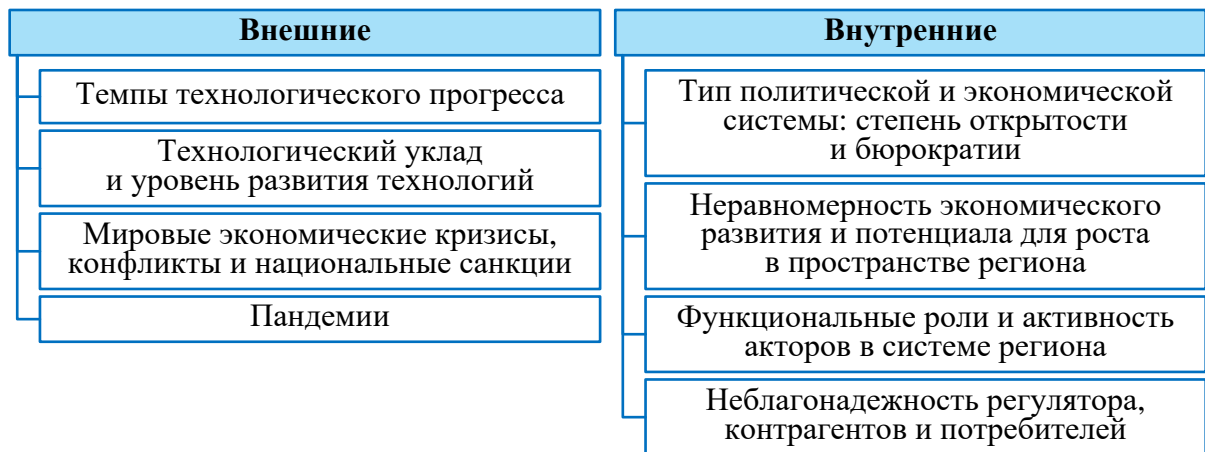 Внешние
Темпы технологического прогресса
Технологический уклад
и уровень развития технологий
Мировые экономические кризисы,
конфликты и национальные санкции
Пандемии
Внутренние
Тип политической и экономической
системы: степень открытости
и бюрократии
Неравномерность экономического
развития и потенциала для роста
в пространстве региона
Функциональные роли и активность
акторов в системе региона
Неблагонадежность регулятора,
контрагентов и потребителей